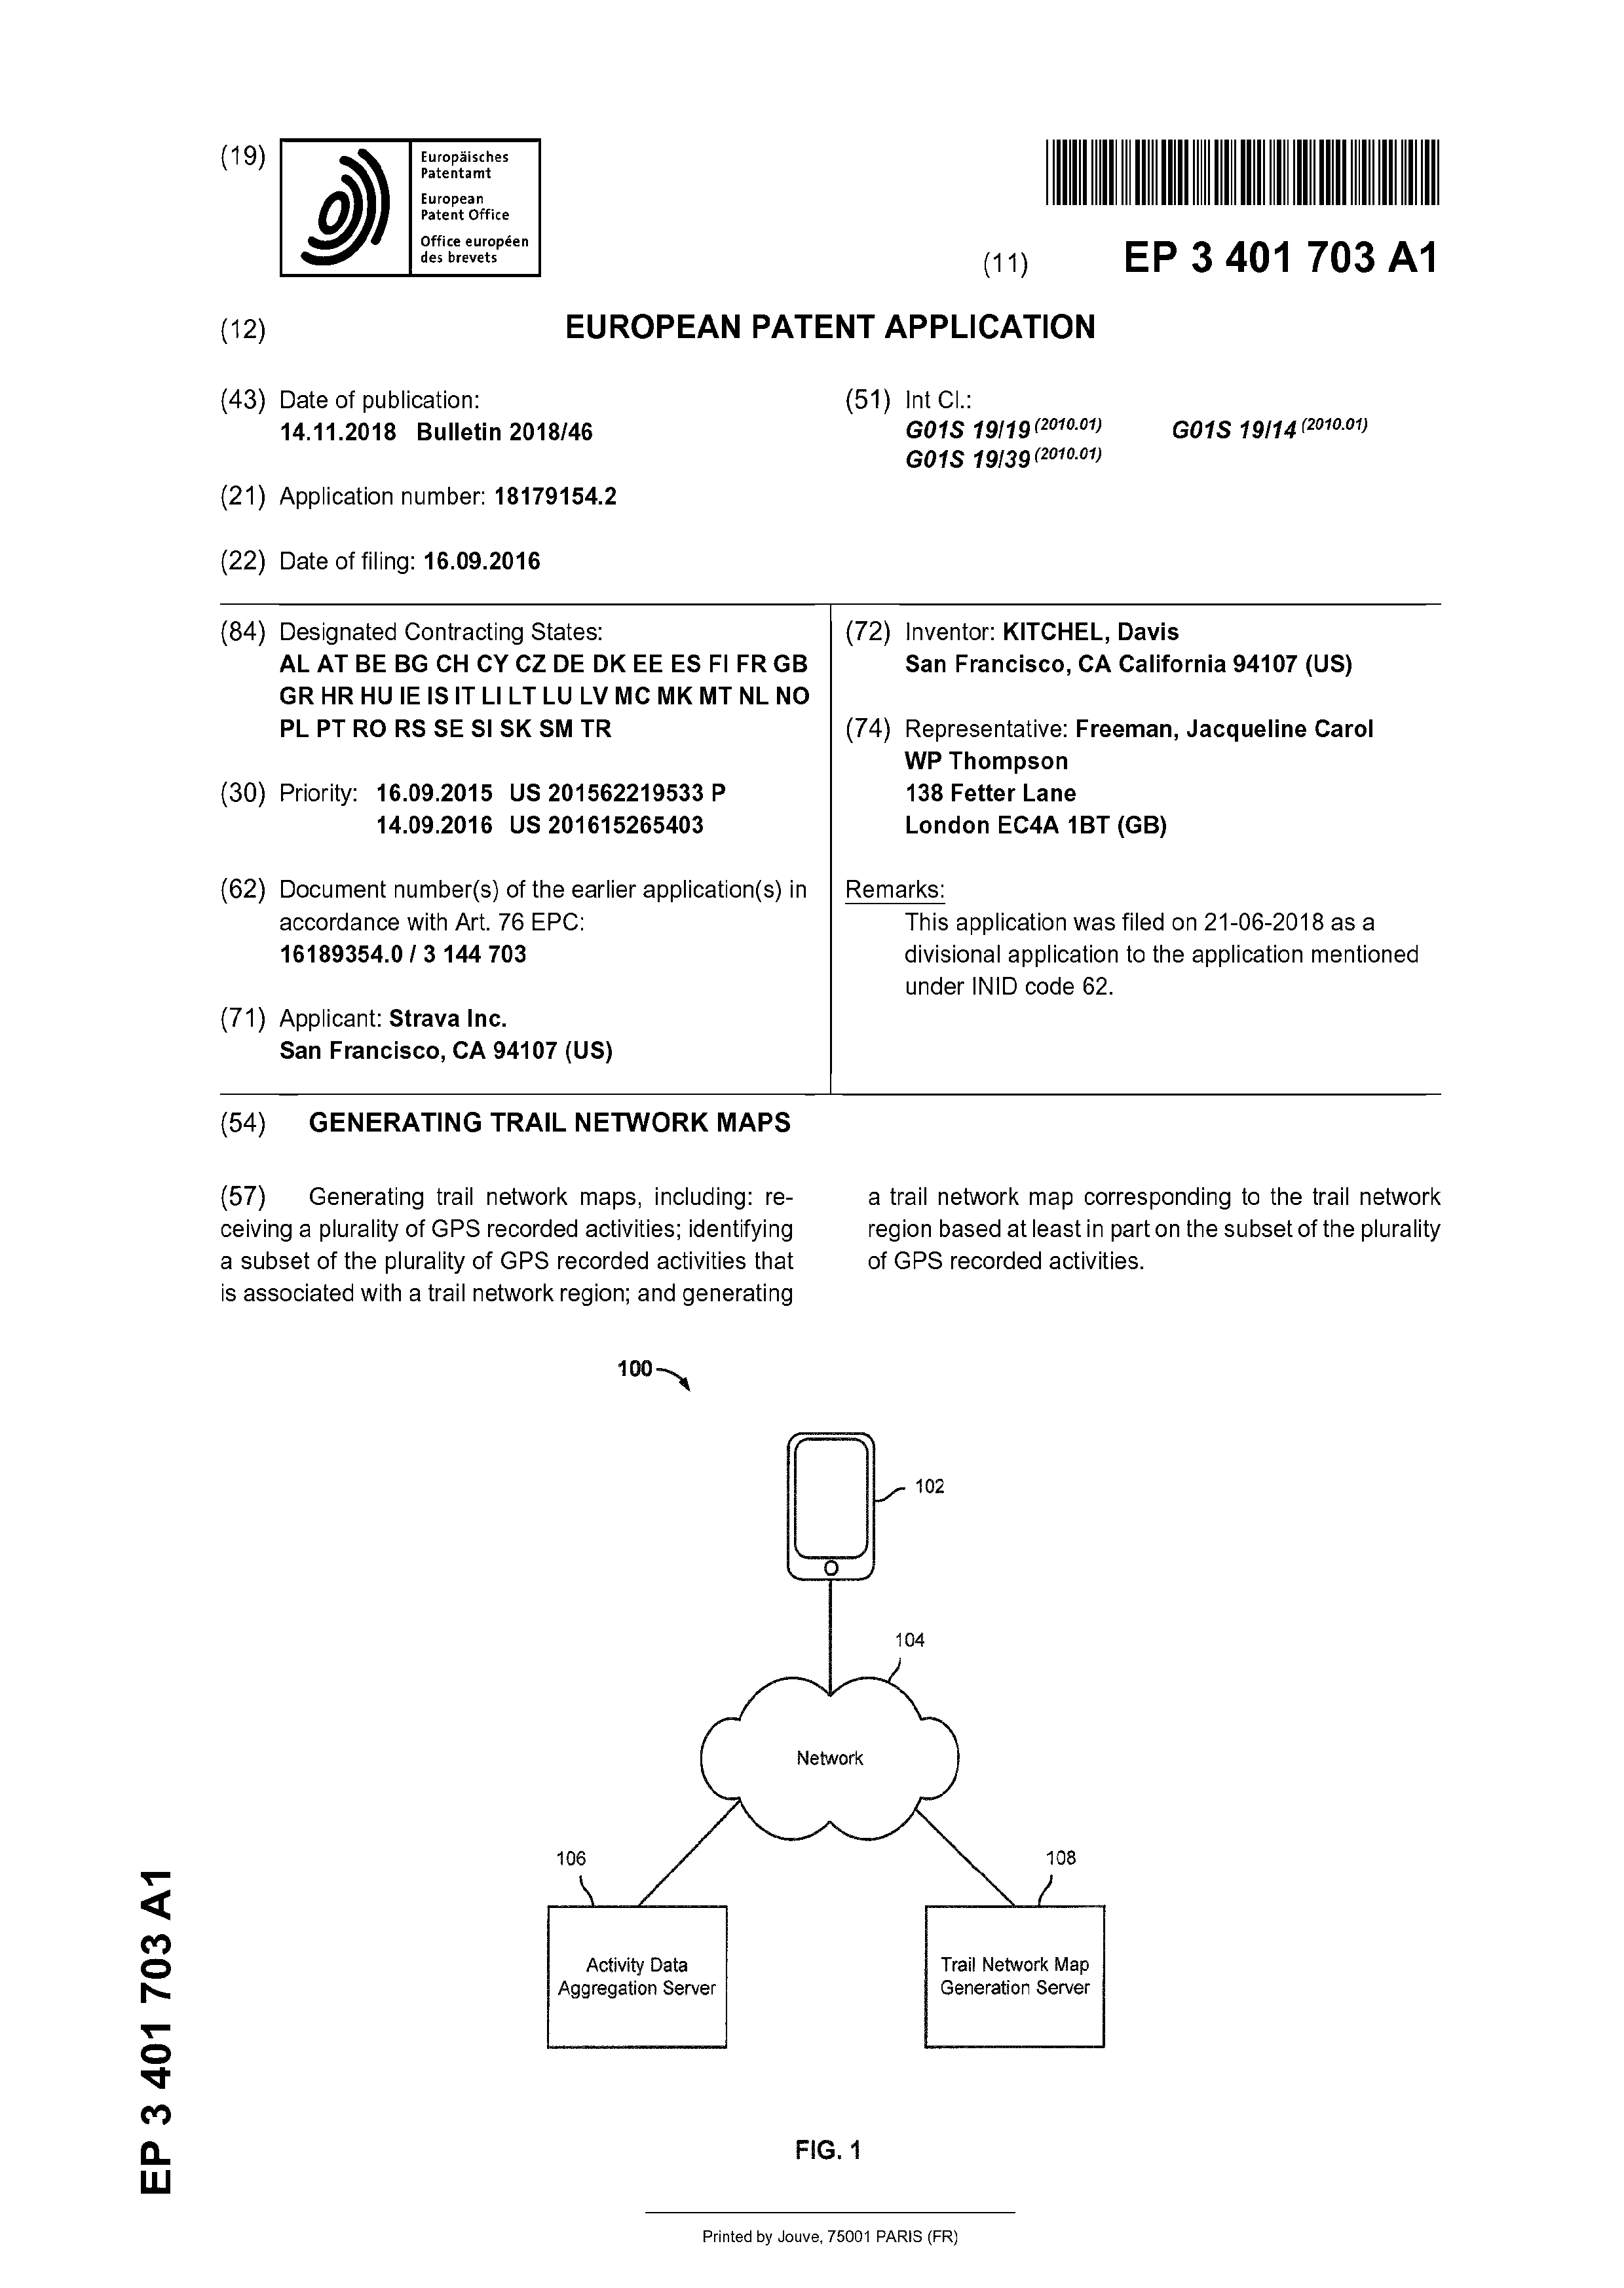 (19)
Europäisches
Patentamt
European
Patent Office
Office européen
des brevets
(11) EP 3 401 703 A1
(12) EUROPEAN PATENT APPLICATION
(43) Date of publication:
14.11.2018 Bulletin 2018/46
(21) Application number: 18179154.2
(22) Date of filing: 16.09.2016
(51) Int Cl.:
G01S 19/19 (2010.01) G01S 19/14 (2010.01)
G01S 19/39 (2010.01)
(84) Designated Contracting States:
AL AT BE BG CH CY CZ DE DK EE ES FI FR GB
GR HR HU IE IS IT LI LT LU LV MC MK MT NL NO
PL PT RO RS SE SI SK SM TR
(30) Priority: 16.09.2015 US 201562219533 P
14.09.2016 US 201615265403
(62) Document number(s) of the earlier application(s) in
accordance with Art. 76 EPC:
16189354.0 / 3 144 703
(71) Applicant: Strava Inc.
San Francisco, CA 94107 (US)
(72) Inventor: KITCHEL, Davis
San Francisco, CA California 94107 (US)
(74) Representative: Freeman, Jacqueline Carol
WP Thompson
138 Fetter Lane
London EC4A 1BT (GB)
Remarks:
This application was filed on 21-06-2018 as a
divisional application to the application mentioned
under INID code 62.
(54) GENERATING TRAIL NETWORK MAPS
(57) Generating trail network maps, including: re-
ceiving a plurality of GPS recorded activities; identifying
a subset of the plurality of GPS recorded activities that
is associated with a trail network region; and generating
a trail network map corresponding to the trail network
region based at least in part on the subset of the plurality
of GPS recorded activities.
100
102
104
Network
106
108
Activity Data
Aggregation Server
Trail Network Map
Generation Server
FIG. 1
EP 3 401 703 A1
Printed by Jouve, 75001 PARIS (FR)